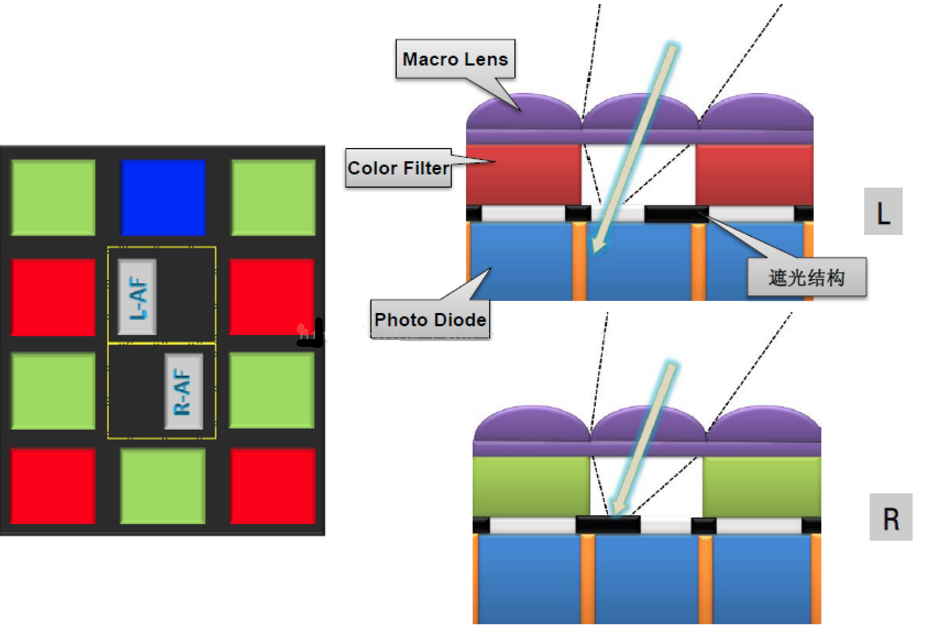 Macro Lens
Color Filter
L
L-AF
遮光结构
Photo Diode
R-AF
R